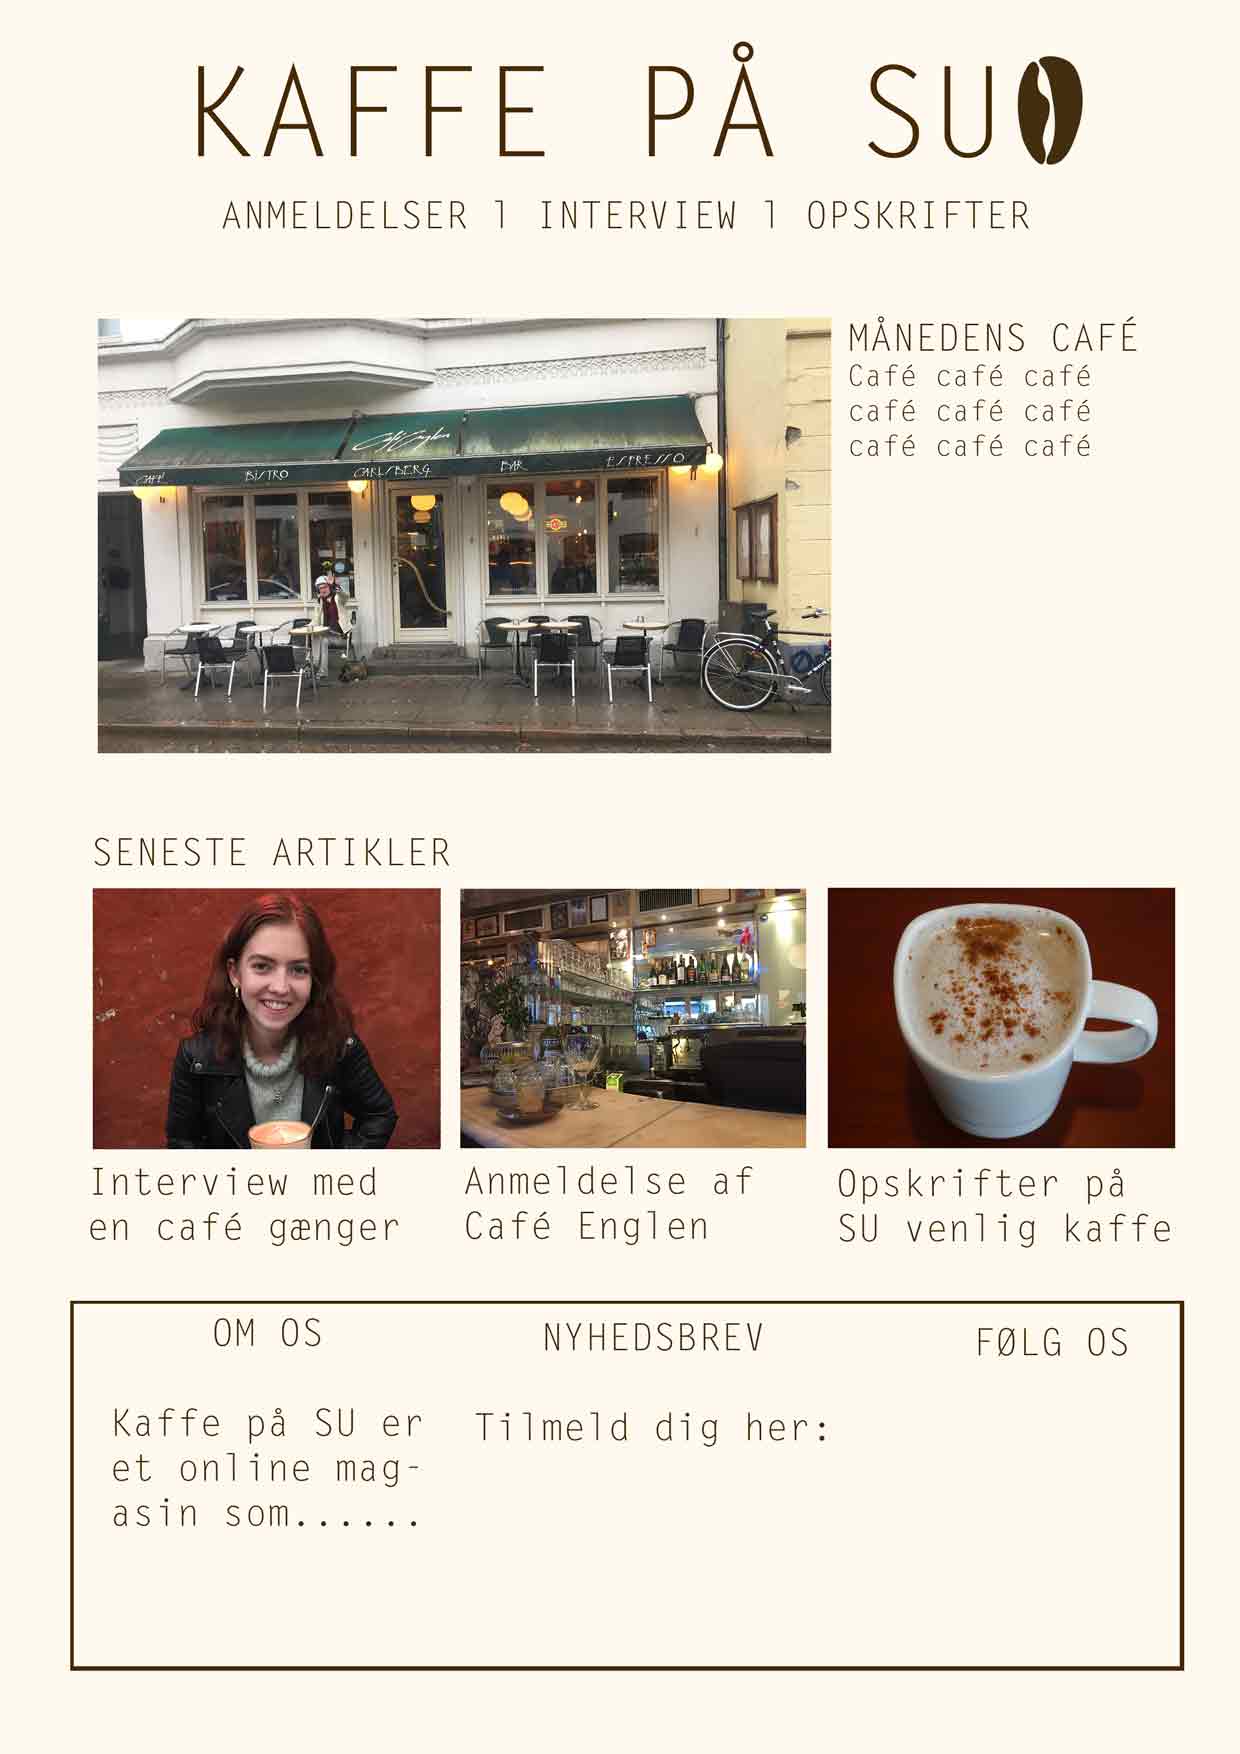 KAFFE PÅ SU
ANMELDELSER l INTERVIEW l OPSKRIFTER
MÅNEDENS CAFÉ
Café café café
café café café
café café café
Café Englen
CAFÉ BISTRO CARLSBERG BAR ESPRESSO
SENESTE ARTIKLER
Interview med
en café gænger
Anmeldelse af
Café Englen
Opskrifter på
SU venlig kaffe
OM OS
Kaffe på SU er
et online mag-
asin som......
NYHEDSBREV
Tilmeld dig her:
FØLG OS